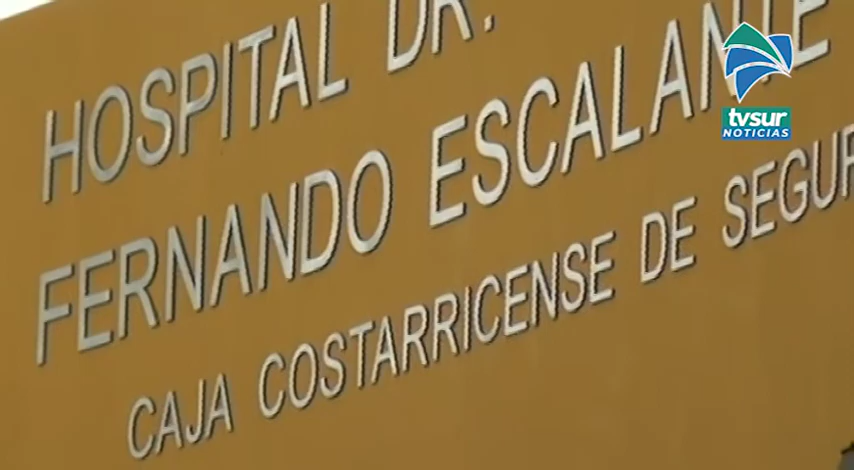 HOSPITAL DR.
FERNANDO ESCALANTE
CAJA COSTARRICENSE DE SEGUR
tvsur
NOTICIAS